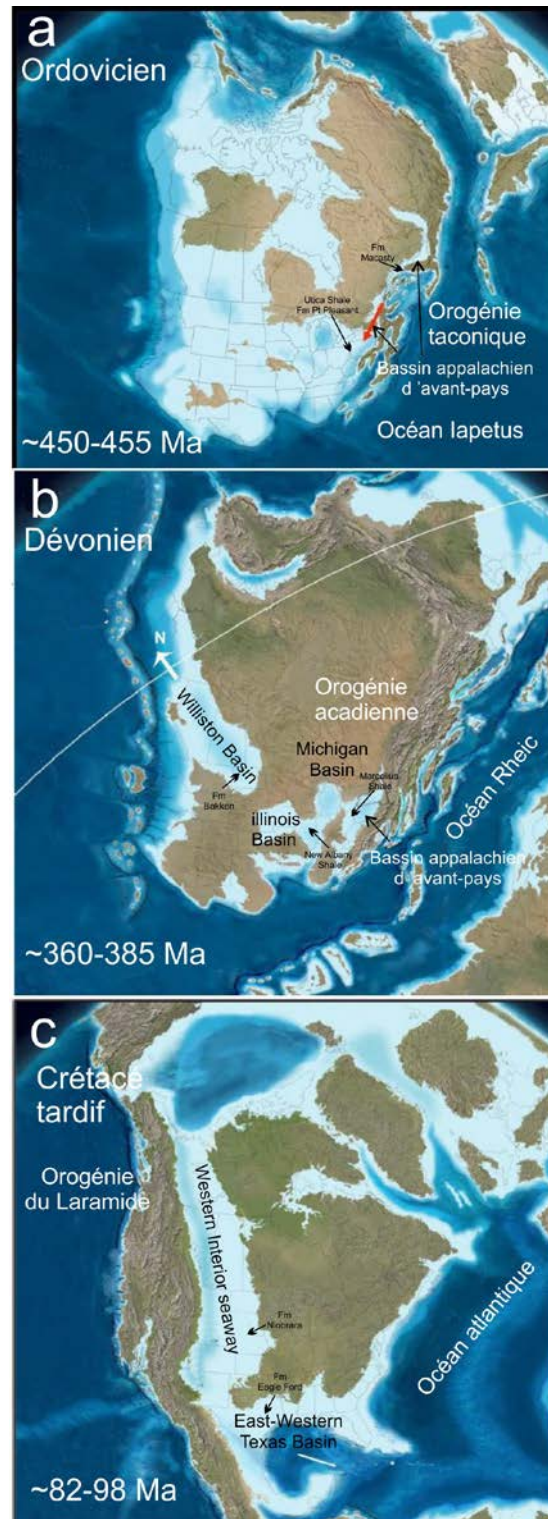 a
Ordovicien
Fm
Macasty
Utica Shale
Fm Pt Pleasant
Orogénie
taconique
Bassin appalachien
d 'avant-pays
Océan Iapetus
~450-455 Ma
b
Dévonien
N
Williston Basin
Orogénie
acadienne
Michigan
Basin
Marcellus
Shale
Fm
Bakken
illinois
Basin
New Albany
Shale
Bassin appalachien
d' avant-pays
Océan Rheic
~360-385 Ma
c
Crétacé
tardif
Orogénie
du Laramide
Western Interior seaway
Fm
Niobrara
Fm
Eagle Ford
East-Western
Texas Basin
Océan atlantique
~82-98 Ma